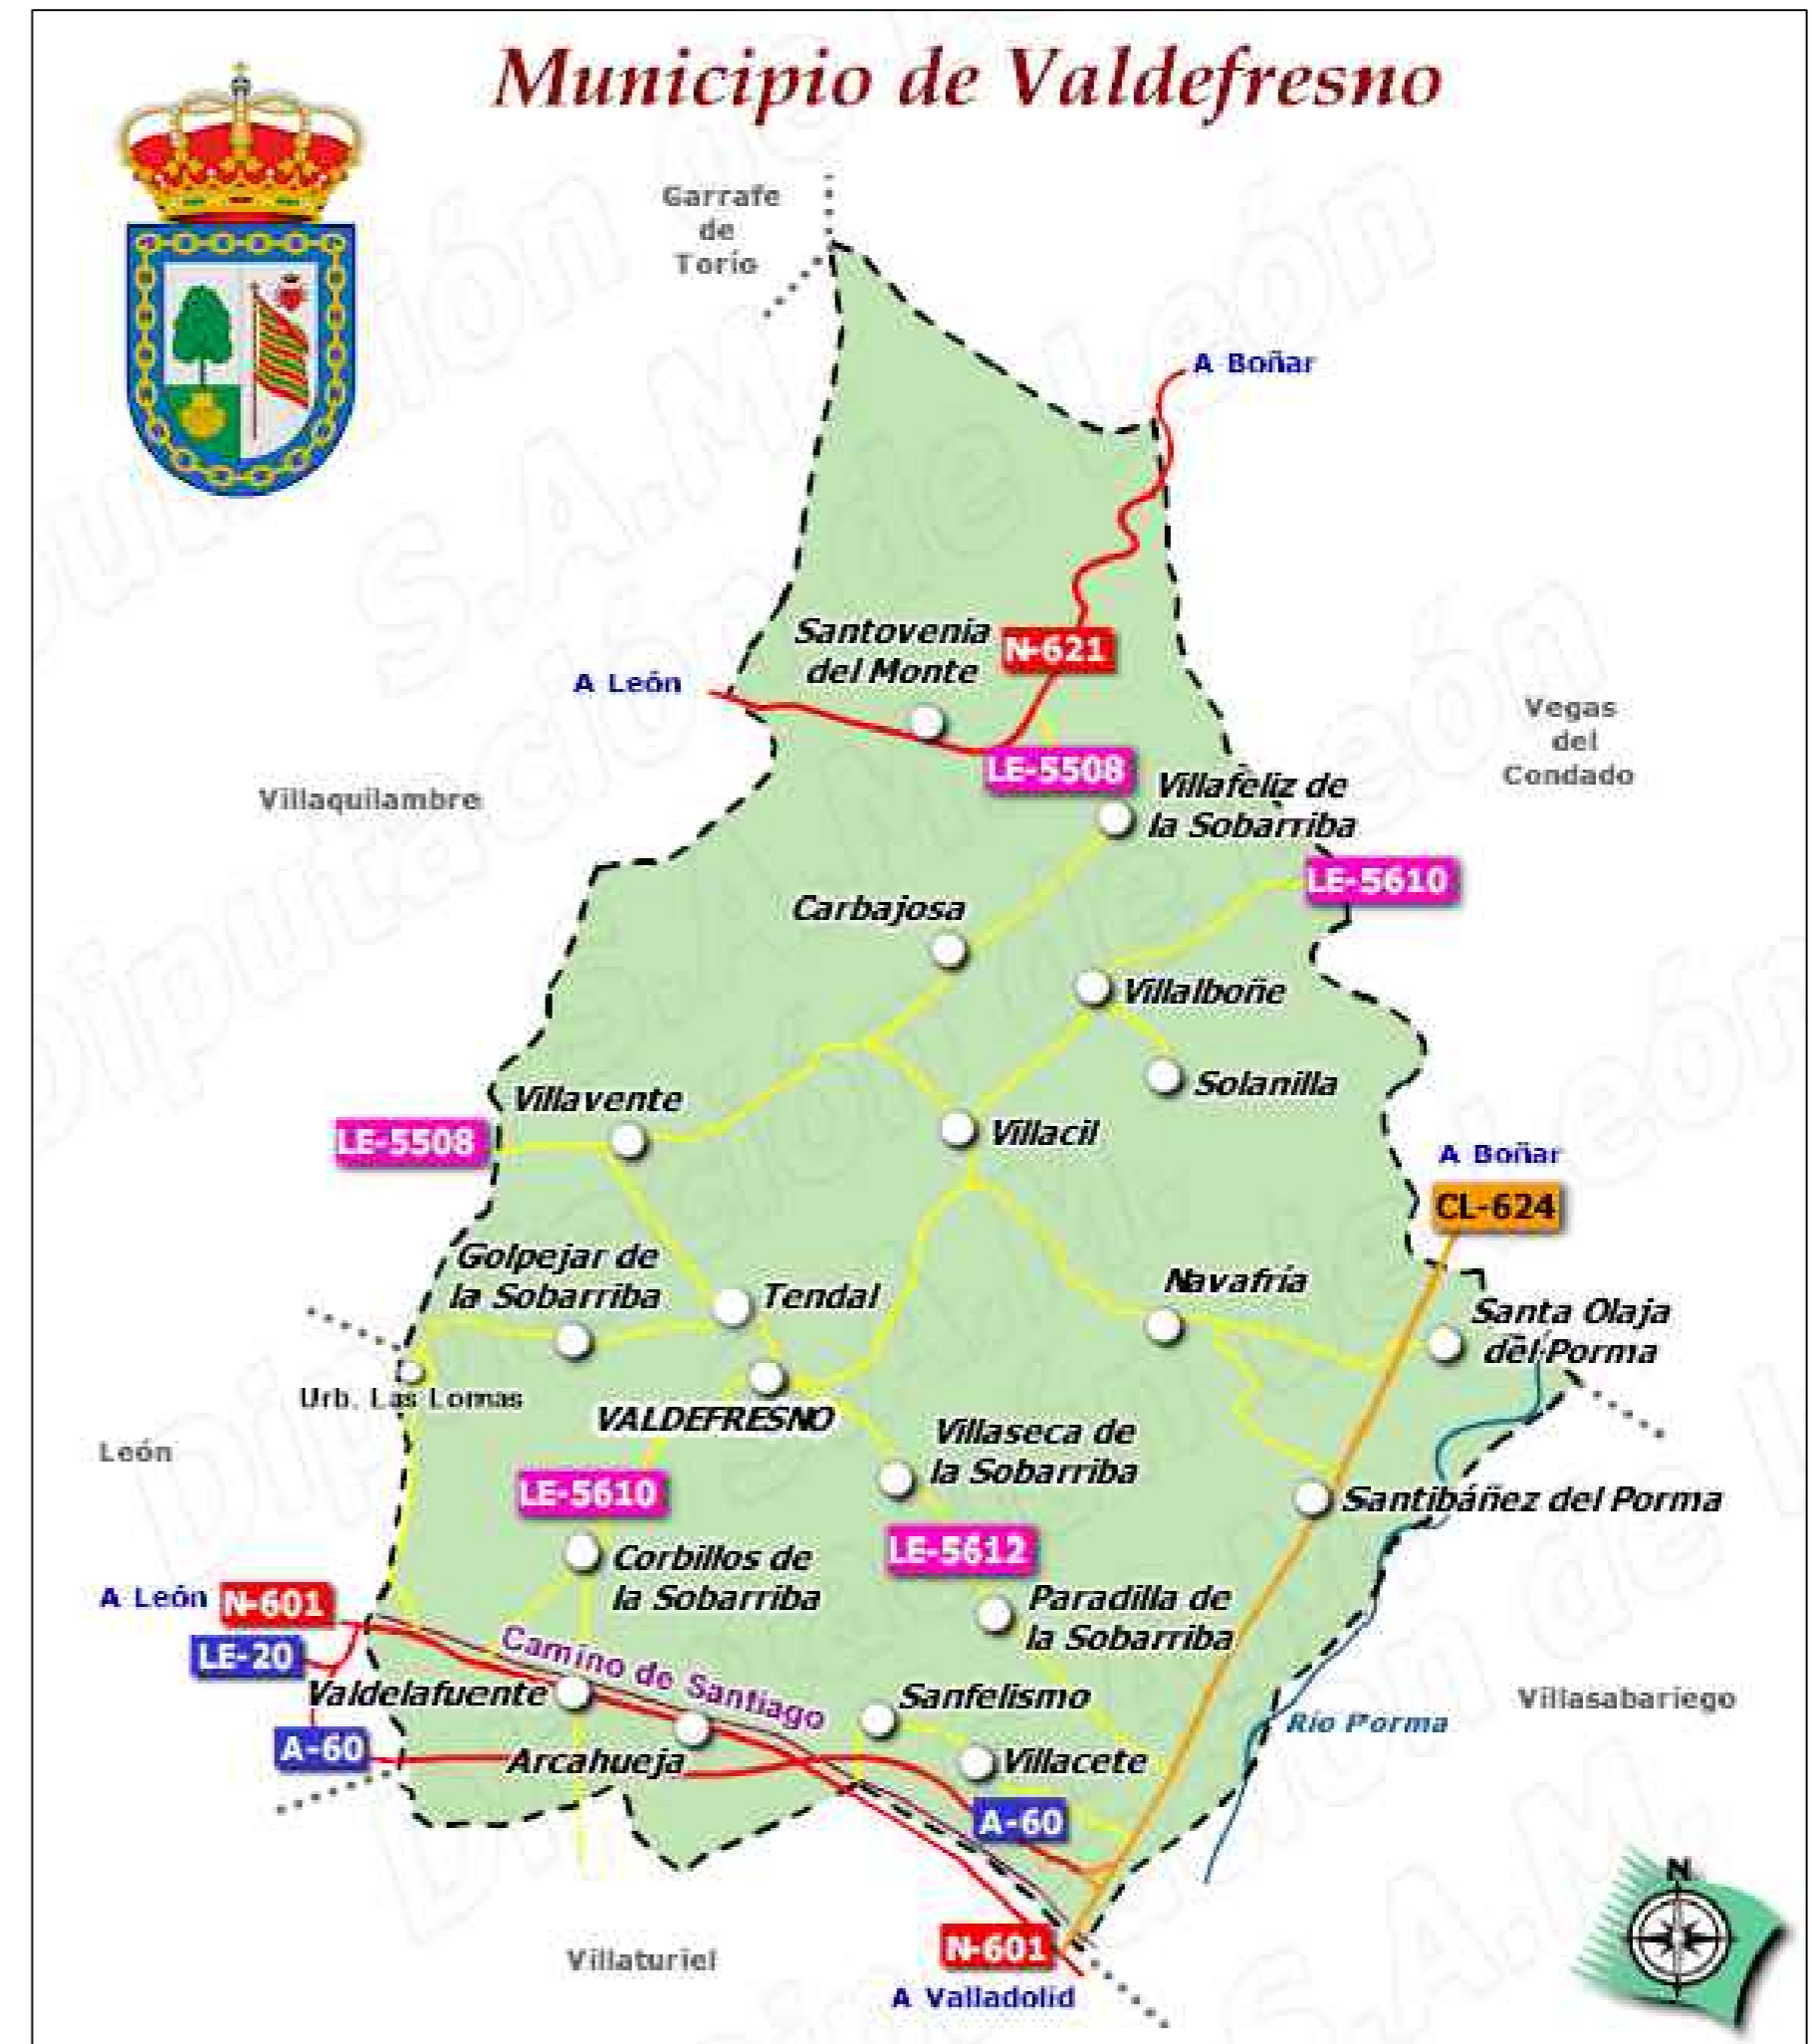 Municipio de Valdefresno
Garrafe
de
Torío
A Boñar
Santovenia
del Monte
N-621
A León
LE-5508
Vegas
del
Condado
Villafeliz de
la Sobarriba
Villaquilambre
LE-5610
Carbajosa
Villalboñe
Solanilla
Villavente
LE-5508
Villacil
A Boñar
CL-624
Golpejar de
la Sobarriba
Tendal
Navafría
Santa Olaja
del Porma
Urb. Las Lomas
VALDEFRESNO
León
Villaseca de
la Sobarriba
LE-5610
Santibáñez del Porma
LE-5612
Corbillos de
la Sobarriba
A León
N-601
Paradilla de
la Sobarriba
LE-20
Camino de Santiago
Valdelafuente
Sanfelismo
Villasabariego
Río Porma
A-60
Arcahueja
Villacete
A-60
N
N-601
Villaturiel
A Valladolid
Diputación de León
S.A.M.